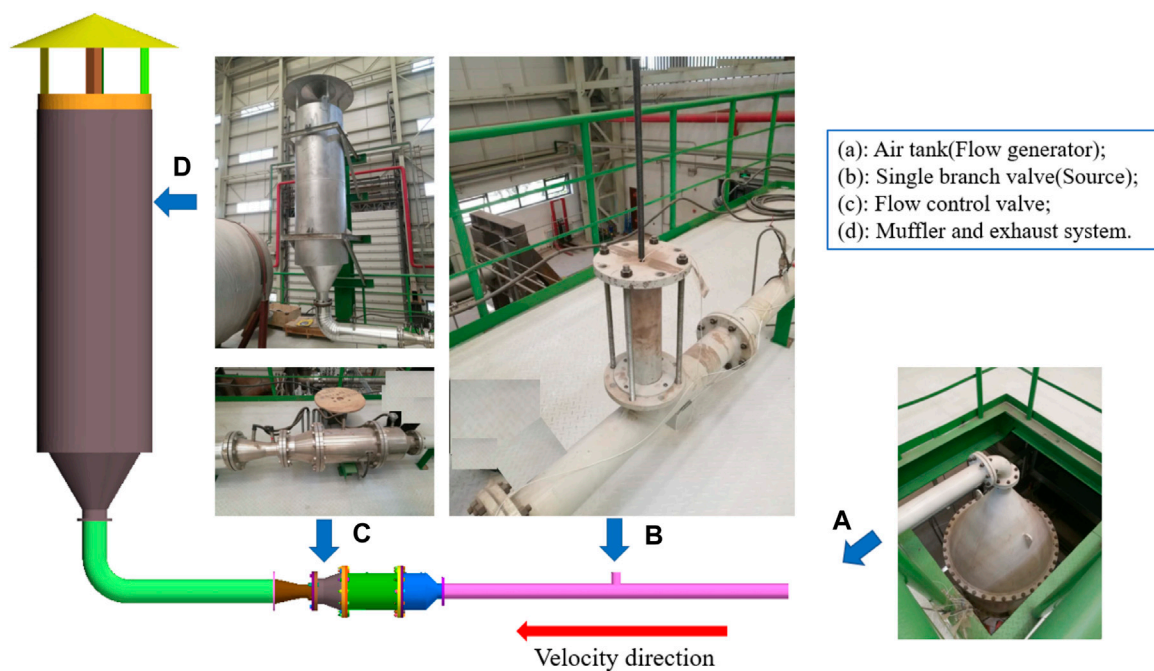 D
(a): Air tank(Flow generator);
(b): Single branch valve(Source);
(c): Flow control valve;
(d): Muffler and exhaust system.
C
B
A
Velocity direction